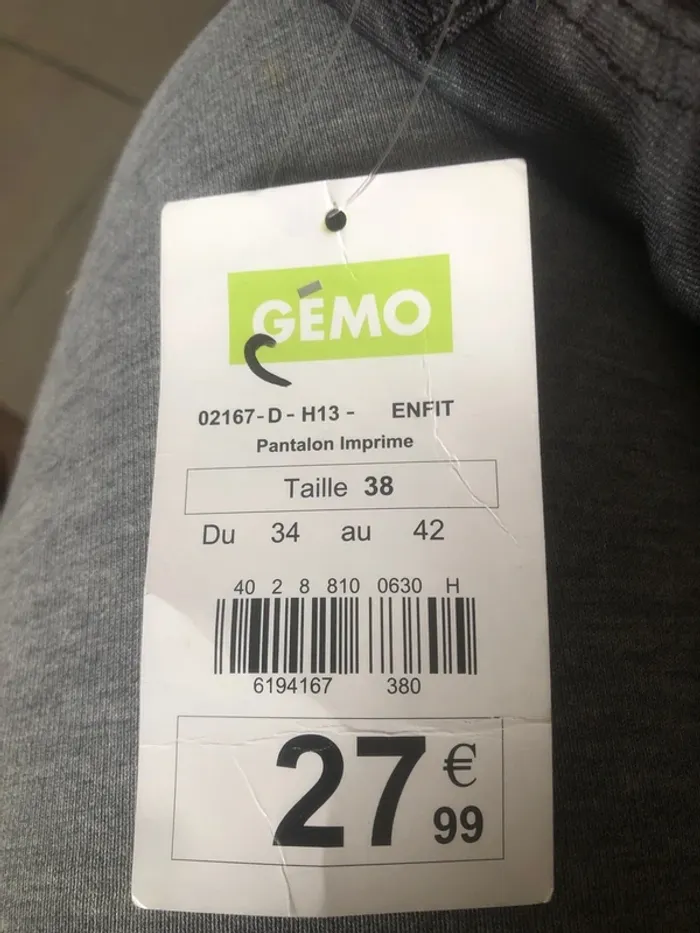 GÉMO
02167-D - H13 - ENFIT
Pantalon Imprime
Taille 38
Du 34 au 42
40 2 8 810 0630 H
6194167 380
27 €
99